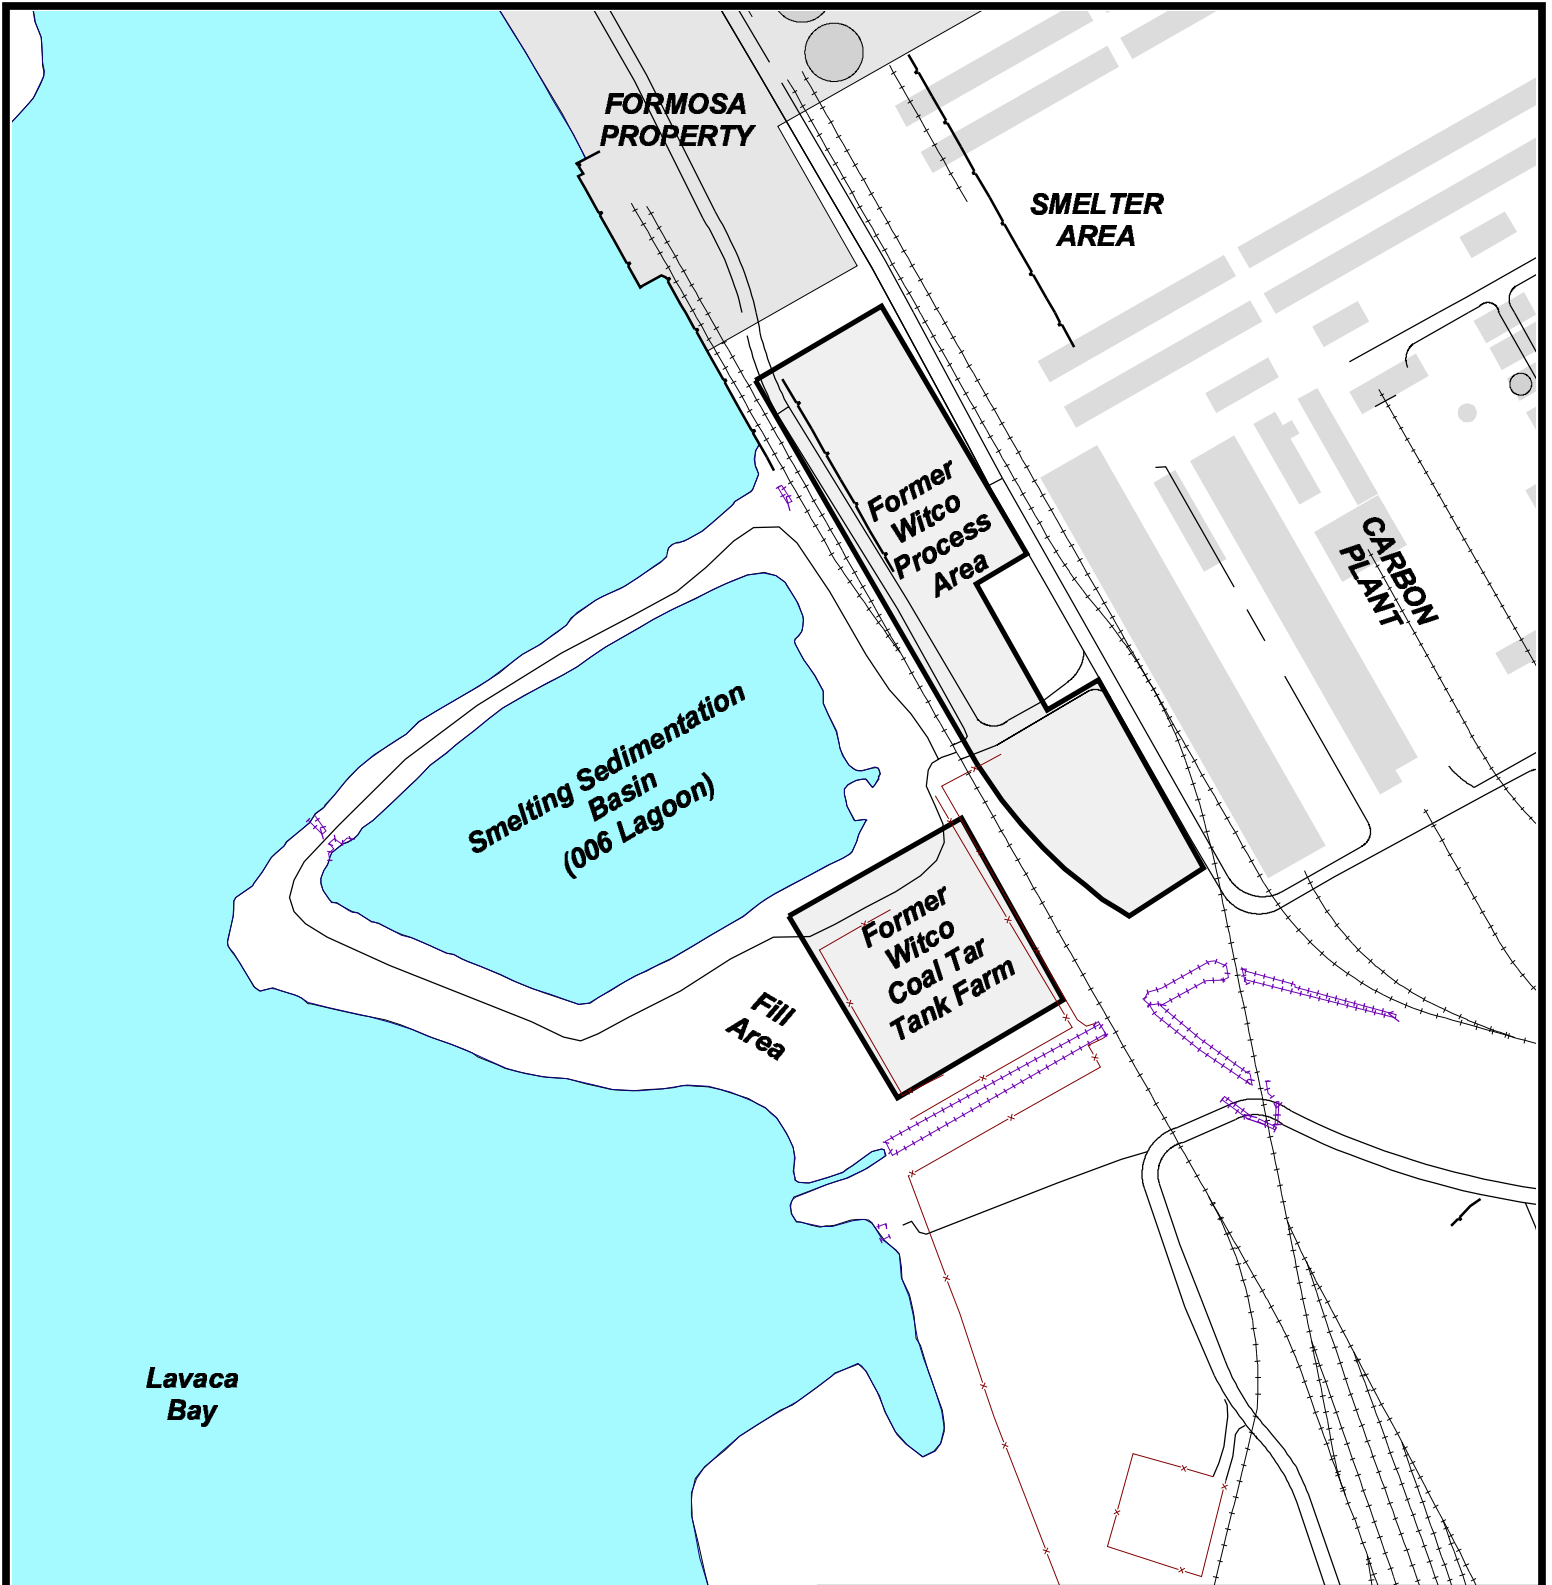 FORMOSA
PROPERTY
SMELTER
AREA
Former
Witco
Process
Area
CARBON
PLANT
Smelting Sedimentation
Basin
(006 Lagoon)
Former
Witco
Coal Tar
Tank Farm
Fill
Area
Lavaca
Bay